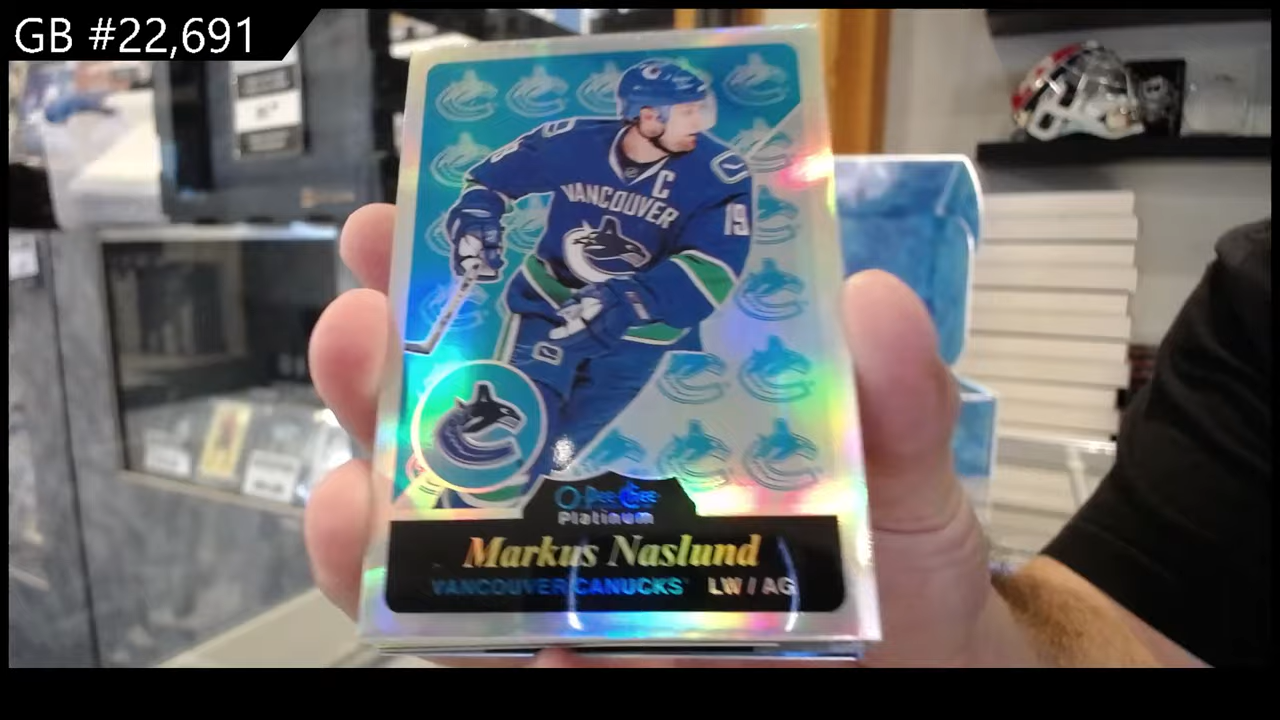 GB #22,691
C
VANCOUVER
19
O-Pee-Chee
Platinum
Markus Naslund
VANCOUVER CANUCKS LW / AG